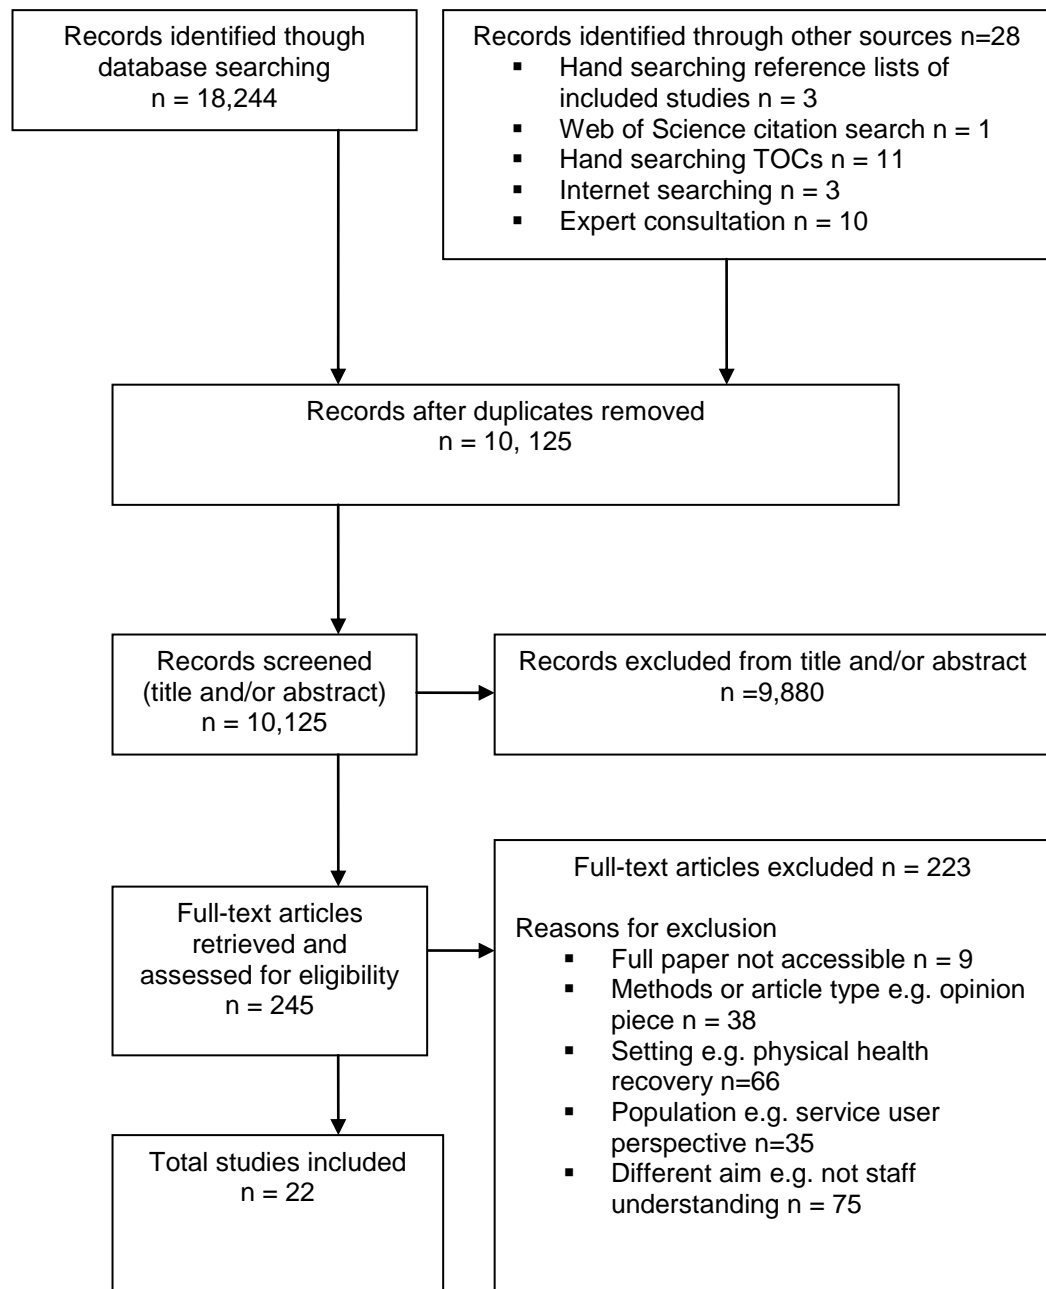 Records identified though
database searching
n = 18,244
Records identified through other sources n=28
▪ Hand searching reference lists of
included studies n = 3
▪ Web of Science citation search n = 1
▪ Hand searching TOCs n = 11
▪ Internet searching n = 3
▪ Expert consultation n = 10
Records after duplicates removed
n = 10, 125
Records screened
(title and/or abstract)
n = 10,125
Records excluded from title and/or abstract
n =9,880
Full-text articles
retrieved and
assessed for eligibility
n = 245
Full-text articles excluded n = 223
Reasons for exclusion
▪ Full paper not accessible n = 9
▪ Methods or article type e.g. opinion
piece n = 38
▪ Setting e.g. physical health
recovery n=66
▪ Population e.g. service user
perspective n=35
▪ Different aim e.g. not staff
understanding n = 75
Total studies included
n = 22